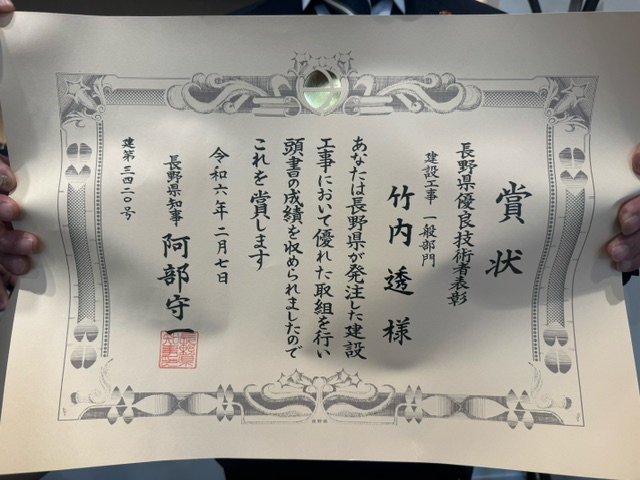 賞状
長野県優良技術者表彰
建設工事 一般部門
竹内 透 様
あなたは長野県が発注した建設
工事において優れた取組を行い
頭書の成績を収められましたので
これを賞します
令和六年二月七日
長野県知事 阿部守一
建第三四二〇号